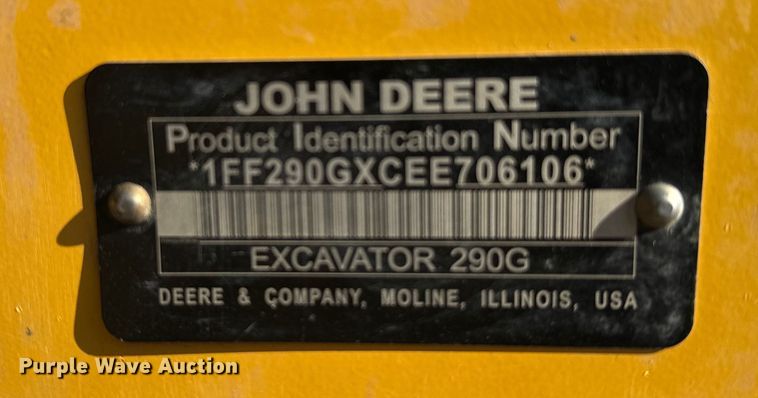 JOHN DEERE
Product Identification Number
*1FF290GXCEE706106*
EXCAVATOR 290G
DEERE & COMPANY, MOLINE, ILLINOIS, USA
Purple Wave Auction